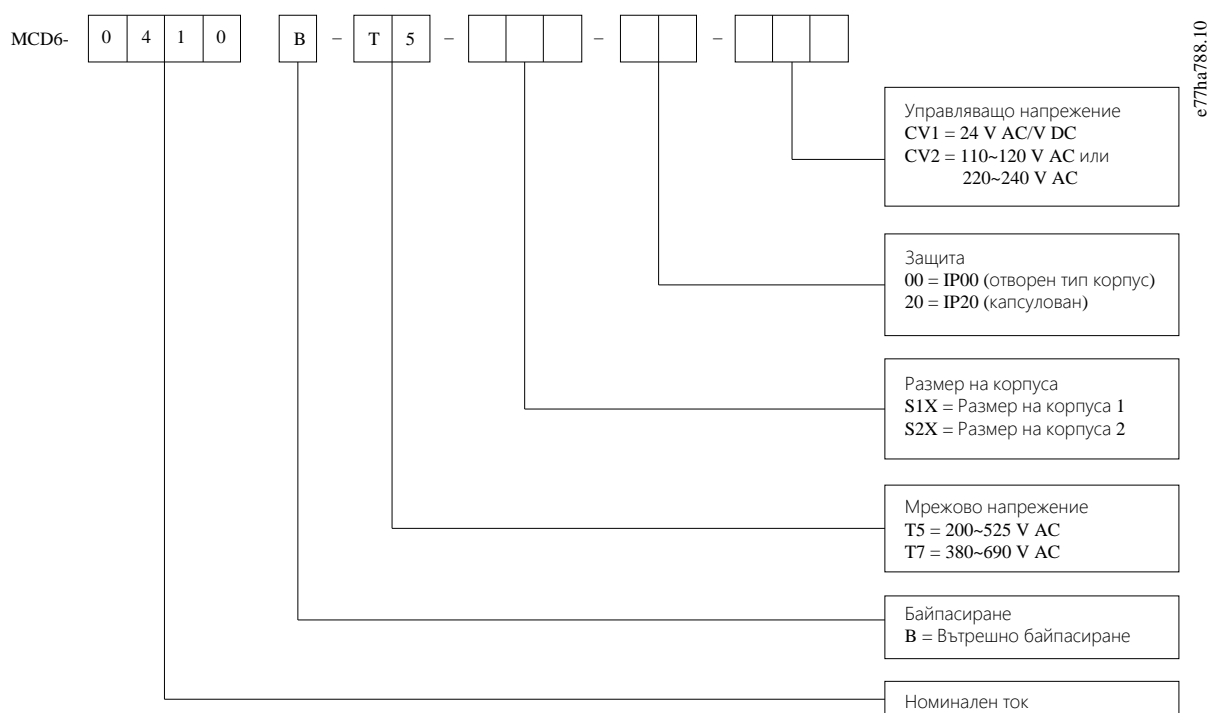 MCD6- 0 4 1 0 B – T 5 – – –
e77ha788.10
Управляващо напрежение
CV1 = 24 V AC/V DC
CV2 = 110~120 V AC или
220~240 V AC
Защита
00 = IP00 (отворен тип корпус)
20 = IP20 (капсулован)
Размер на корпуса
S1X = Размер на корпуса 1
S2X = Размер на корпуса 2
Мрежово напрежение
T5 = 200~525 V AC
T7 = 380~690 V AC
Байпасиране
B = Вътрешно байпасиране
Номинален ток